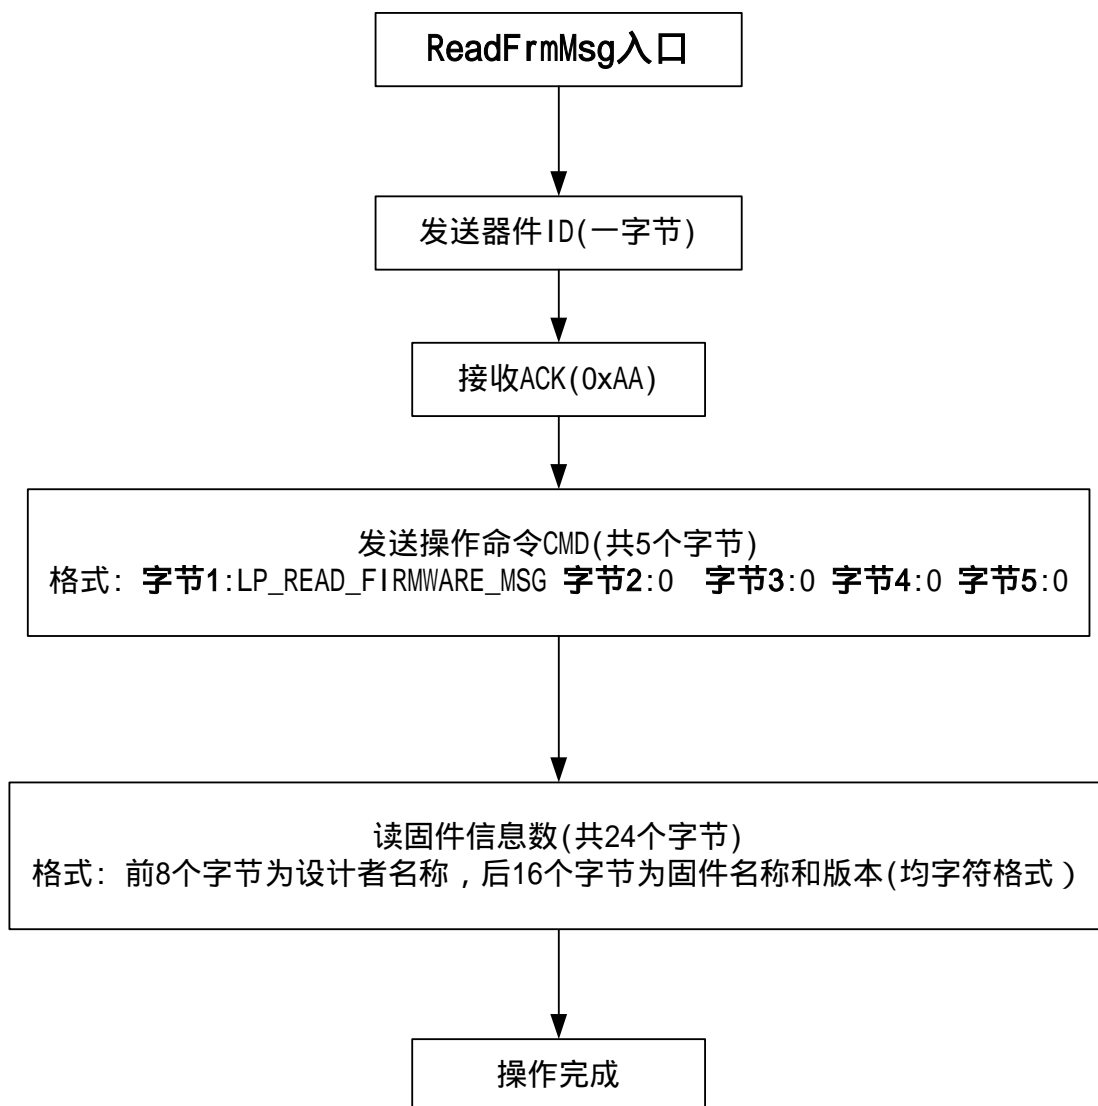 ReadFrmMsg入口
发送器件ID(一字节)
接收ACK(0xAA)
发送操作命令CMD(共5个字节)
格式: 字节1:LP_READ_FIRMWARE_MSG 字节2:0 字节3:0 字节4:0 字节5:0
读固件信息数(共24个字节)
格式: 前8个字节为设计者名称，后16个字节为固件名称和版本(均字符格式）
操作完成